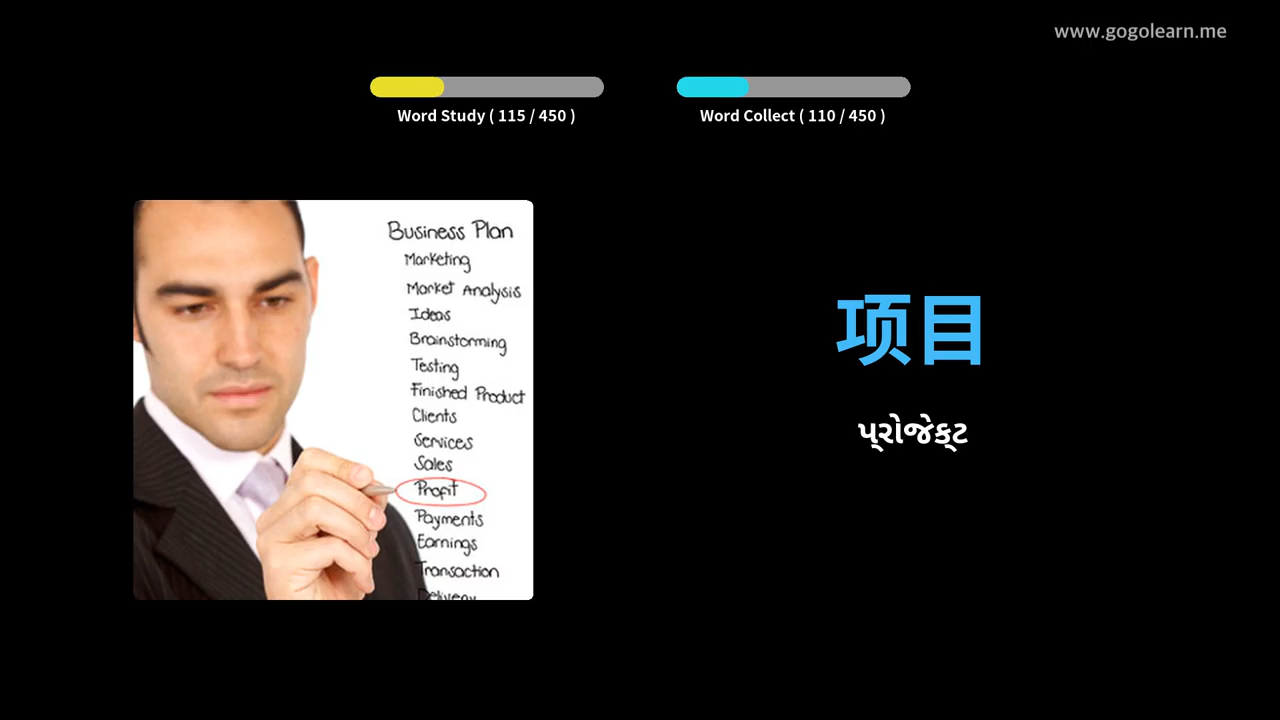 www.gogolearn.me
Word Study ( 115 / 450 )
Word Collect ( 110 / 450 )
Business Plan
Marketing
Market Analysis
Ideas
Brainstorming
Testing
Finished Product
Clients
Services
Sales
Profit
Payments
Earnings
Transaction
Delivery
项目
પ્રોજેક્ટ